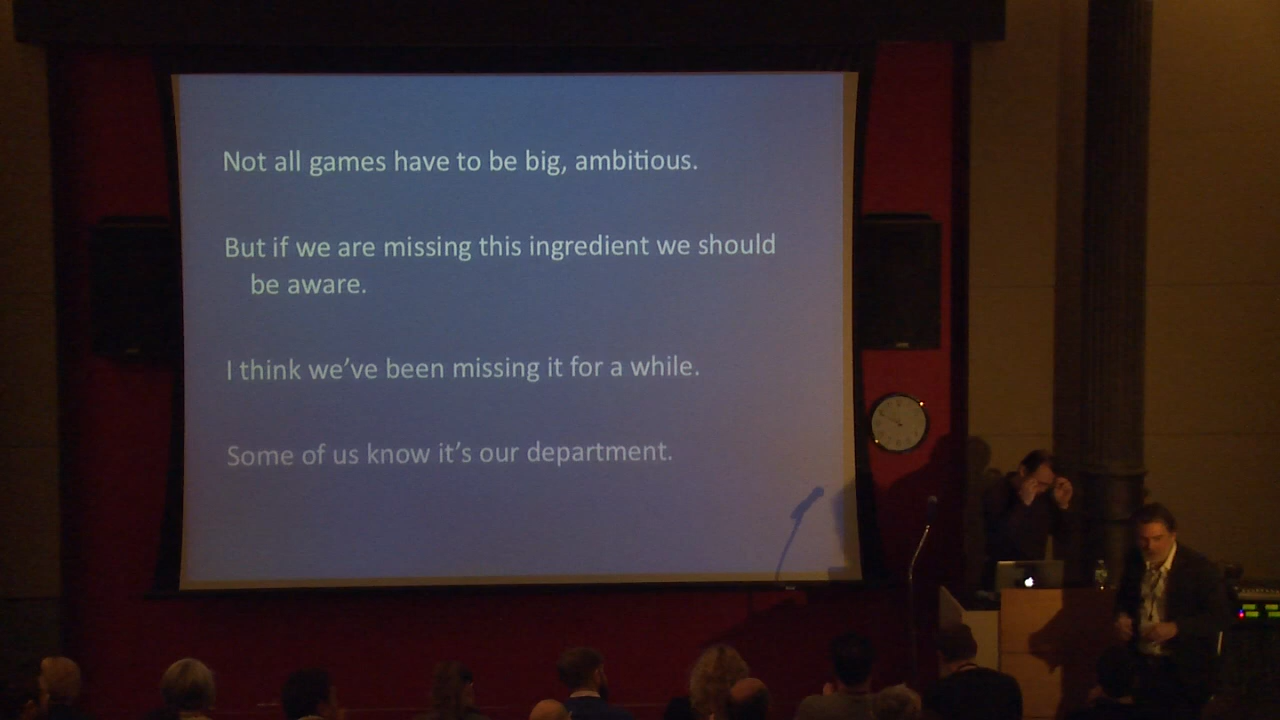 Not all games have to be big, ambitious.
But if we are missing this ingredient we should
be aware.
I think we've been missing it for a while.
Some of us know it's our department.